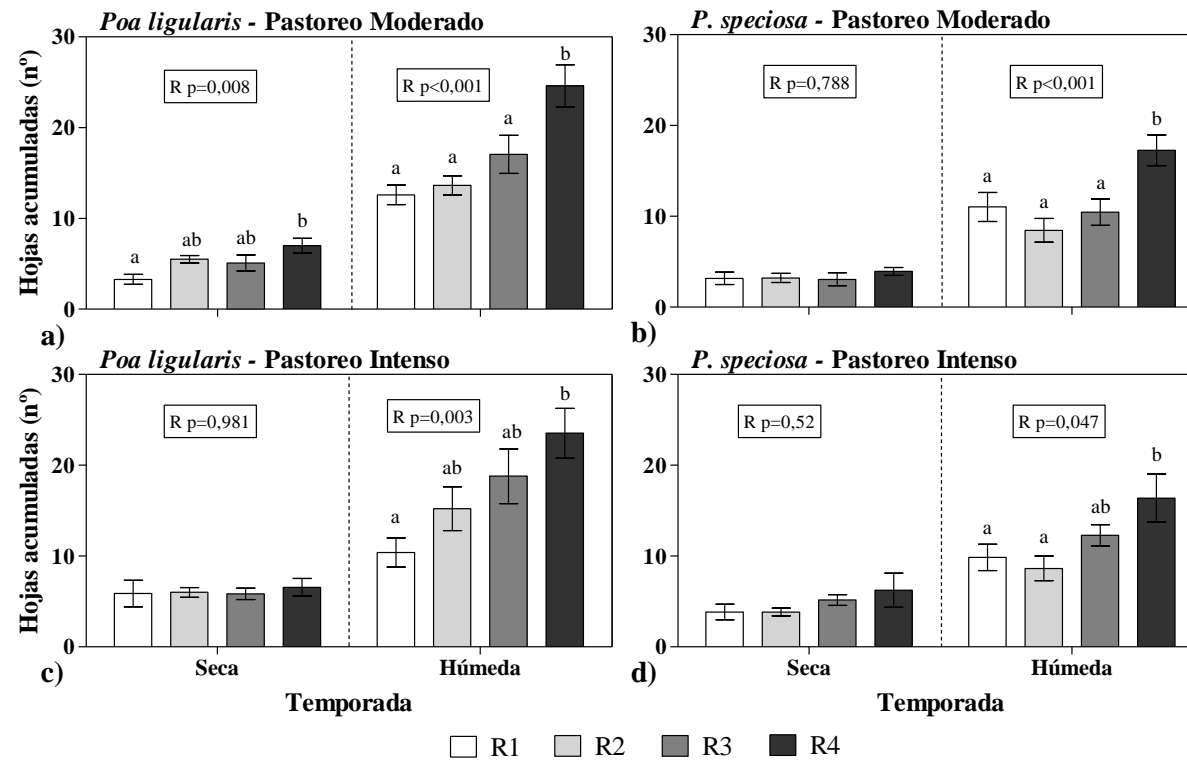 Poa ligularis - Pastoreo Moderado
Hojas acumuladas (nº)
30
20
10
0
R p=0,008
R p<0,001
a
ab
ab
b
a
a
a
b
a)
P. speciosa - Pastoreo Moderado
30
20
10
0
R p=0,788
R p<0,001
a
a
a
b
b)
Poa ligularis - Pastoreo Intenso
Hojas acumuladas (nº)
30
20
10
0
R p=0,981
R p=0,003
a
ab
ab
b
Seca
Húmeda
c)
Temporada
P. speciosa - Pastoreo Intenso
30
20
10
0
R p=0,52
R p=0,047
a
a
ab
b
Seca
Húmeda
d)
Temporada
R1 R2 R3 R4